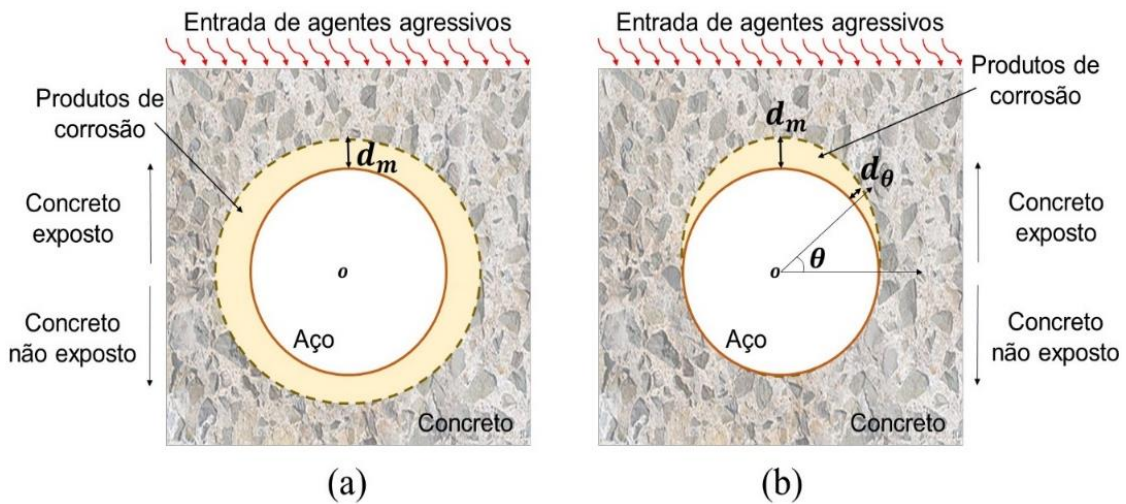 Entrada de agentes agressivos
Produtos de
corrosão
d_m
Concreto
exposto
o
Concreto
não exposto
Aço
Concreto
(a)
Entrada de agentes agressivos
Produtos de
corrosão
d_m
d_θ
θ
o
Concreto
exposto
Aço
Concreto
não exposto
Concreto
(b)